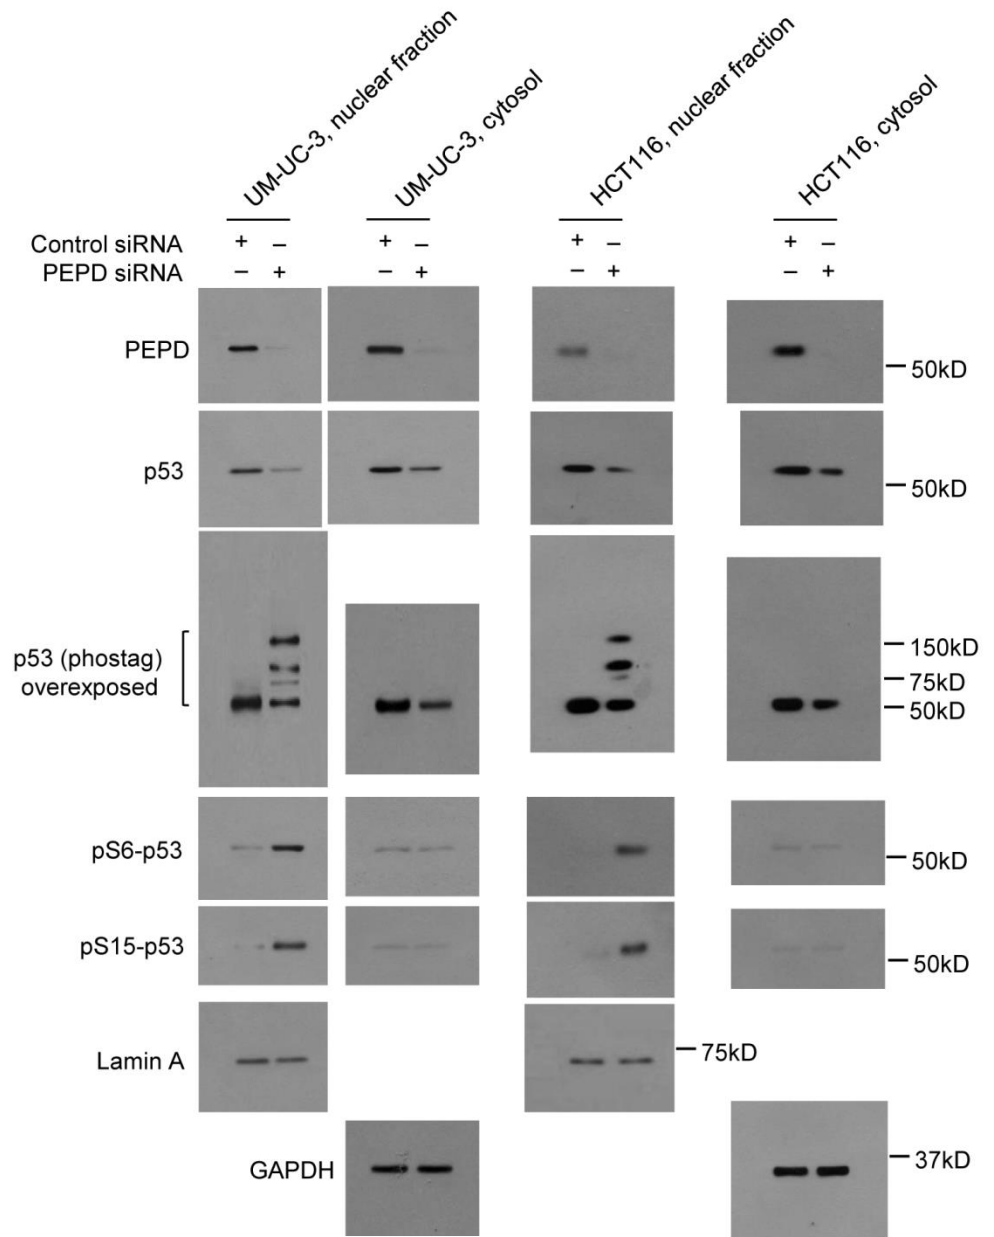 UM-UC-3, nuclear fraction
UM-UC-3, cytosol
HCT116, nuclear fraction
HCT116, cytosol
Control siRNA + – + – + – + –
PEPD siRNA – + – + – + – +
PEPD 50kD
p53 50kD
p53 (phostag)
overexposed
150kD
75kD
50kD
pS6-p53 50kD
pS15-p53 50kD
Lamin A 75kD
GAPDH 37kD